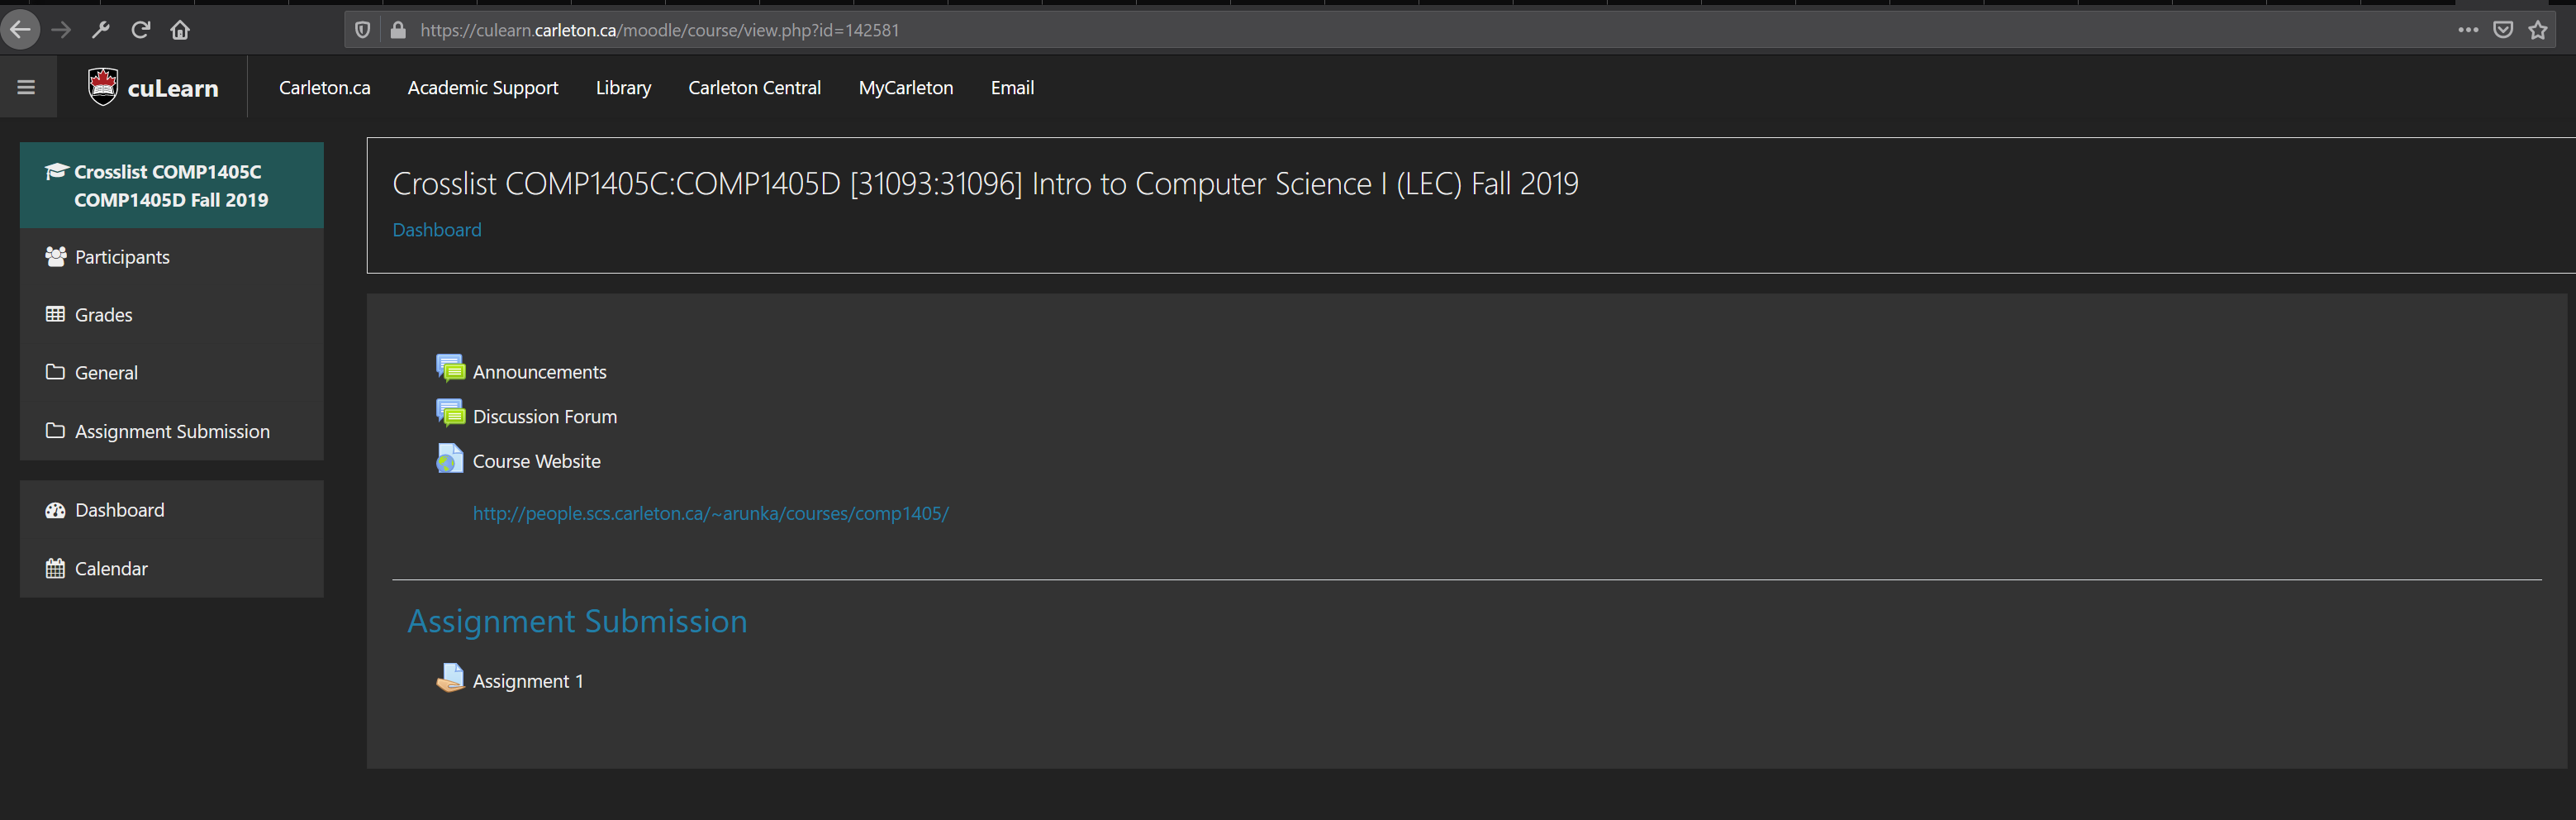 https://culearn.carleton.ca/moodle/course/view.php?id=142581
cuLearn
Carleton.ca
Academic Support
Library
Carleton Central
MyCarleton
Email
Crosslist COMP1405C
COMP1405D Fall 2019
Participants
Grades
General
Assignment Submission
Dashboard
Calendar
Crosslist COMP1405C:COMP1405D [31093:31096] Intro to Computer Science I (LEC) Fall 2019
Dashboard
Announcements
Discussion Forum
Course Website
http://people.scs.carleton.ca/~arunka/courses/comp1405/
Assignment Submission
Assignment 1